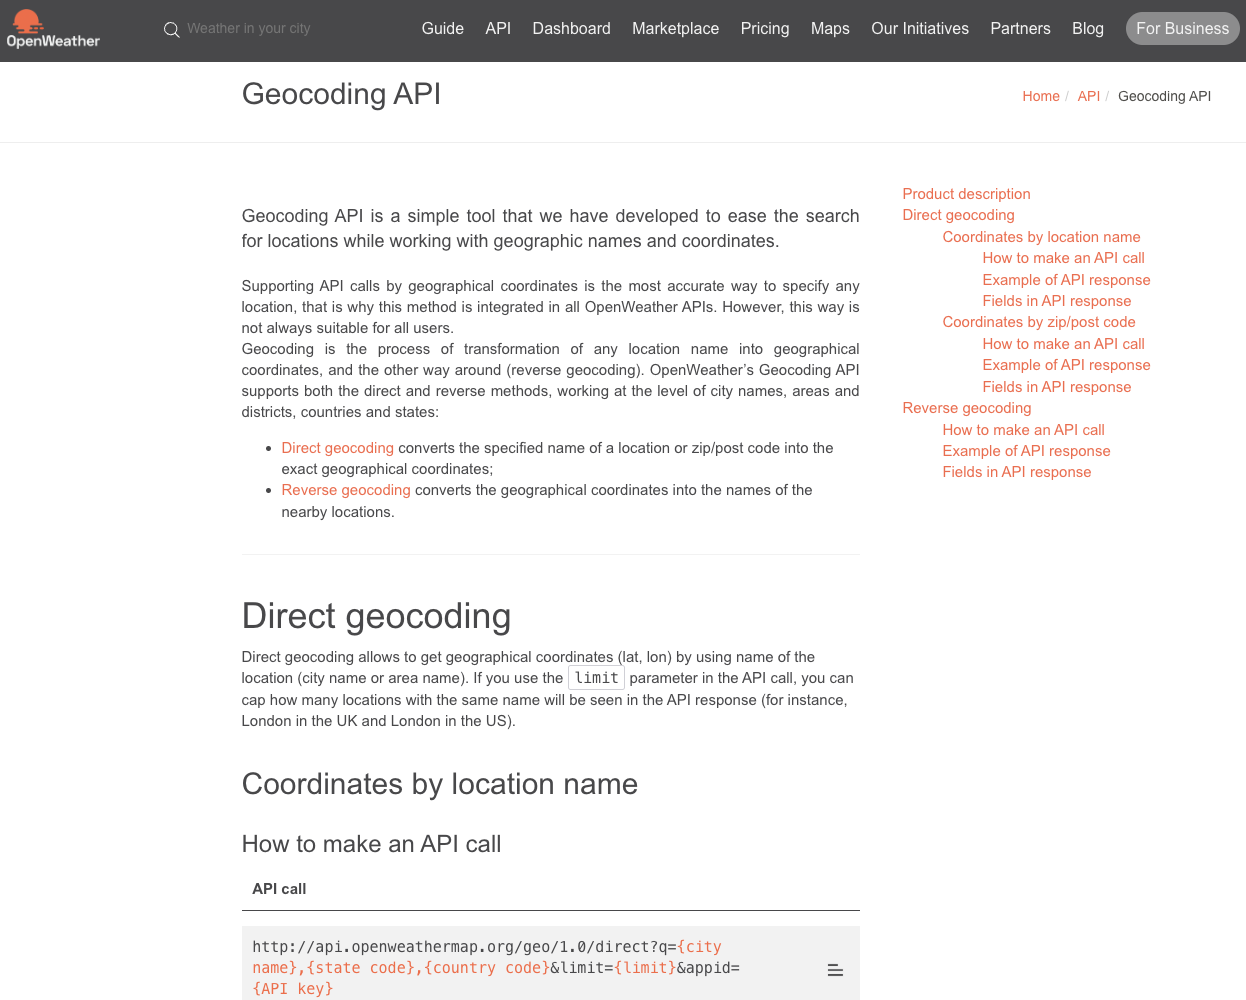 OpenWeather
Weather in your city
Guide API Dashboard Marketplace Pricing Maps Our Initiatives Partners Blog For Business
Geocoding API
Home / API / Geocoding API
Geocoding API is a simple tool that we have developed to ease the search
for locations while working with geographic names and coordinates.
Supporting API calls by geographical coordinates is the most accurate way to specify any
location, that is why this method is integrated in all OpenWeather APIs. However, this way is
not always suitable for all users.
Geocoding is the process of transformation of any location name into geographical
coordinates, and the other way around (reverse geocoding). OpenWeather’s Geocoding API
supports both the direct and reverse methods, working at the level of city names, areas and
districts, countries and states:
• Direct geocoding converts the specified name of a location or zip/post code into the
exact geographical coordinates;
• Reverse geocoding converts the geographical coordinates into the names of the
nearby locations.
Direct geocoding
Direct geocoding allows to get geographical coordinates (lat, lon) by using name of the
location (city name or area name). If you use the limit parameter in the API call, you can
cap how many locations with the same name will be seen in the API response (for instance,
London in the UK and London in the US).
Coordinates by location name
How to make an API call
API call
http://api.openweathermap.org/geo/1.0/direct?q={city
name},{state code},{country code}&limit={limit}&appid=
{API key}
Product description
Direct geocoding
Coordinates by location name
How to make an API call
Example of API response
Fields in API response
Coordinates by zip/post code
How to make an API call
Example of API response
Fields in API response
Reverse geocoding
How to make an API call
Example of API response
Fields in API response